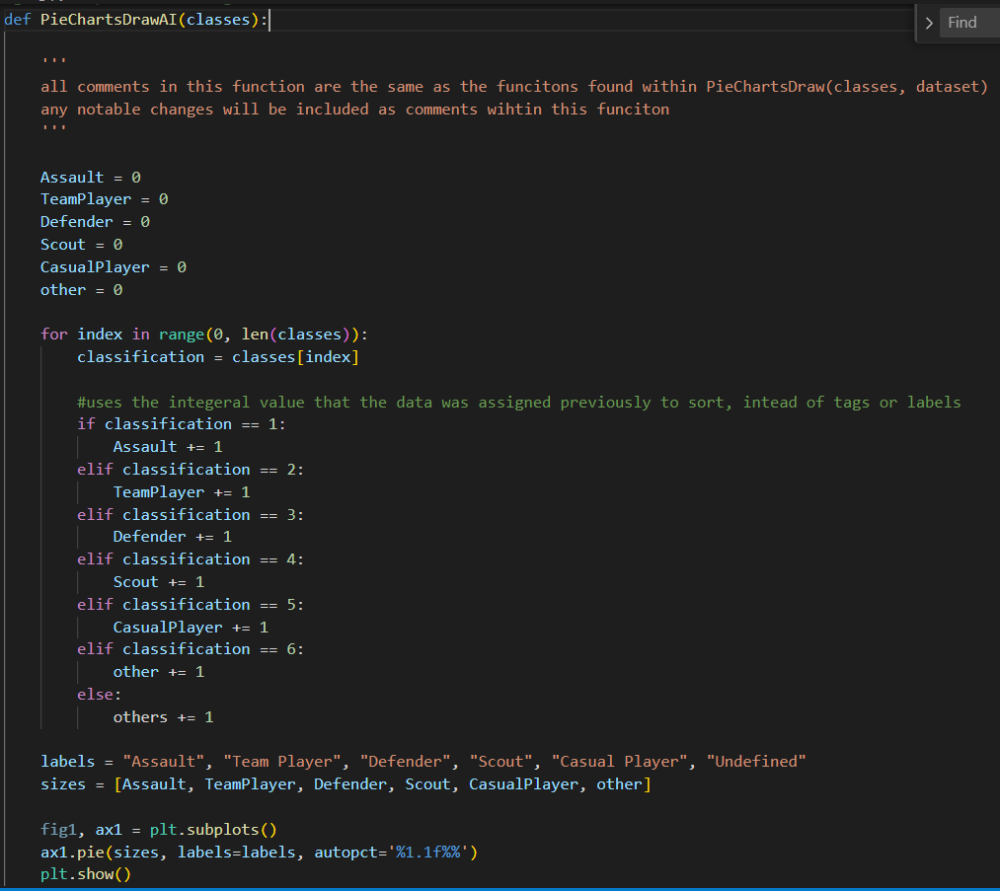 def PieChartsDrawAI(classes):
> Find
'''
all comments in this function are the same as the funcitons found within PieChartsDraw(classes, dataset)
any notable changes will be included as comments wihtin this funciton
'''
Assault = 0
TeamPlayer = 0
Defender = 0
Scout = 0
CasualPlayer = 0
other = 0
for index in range(0, len(classes)):
classification = classes[index]
#uses the integeral value that the data was assigned previously to sort, intead of tags or labels
if classification == 1:
Assault += 1
elif classification == 2:
TeamPlayer += 1
elif classification == 3:
Defender += 1
elif classification == 4:
Scout += 1
elif classification == 5:
CasualPlayer += 1
elif classification == 6:
other += 1
else:
others += 1
labels = "Assault", "Team Player", "Defender", "Scout", "Casual Player", "Undefined"
sizes = [Assault, TeamPlayer, Defender, Scout, CasualPlayer, other]
fig1, ax1 = plt.subplots()
ax1.pie(sizes, labels=labels, autopct='%1.1f%%')
plt.show()